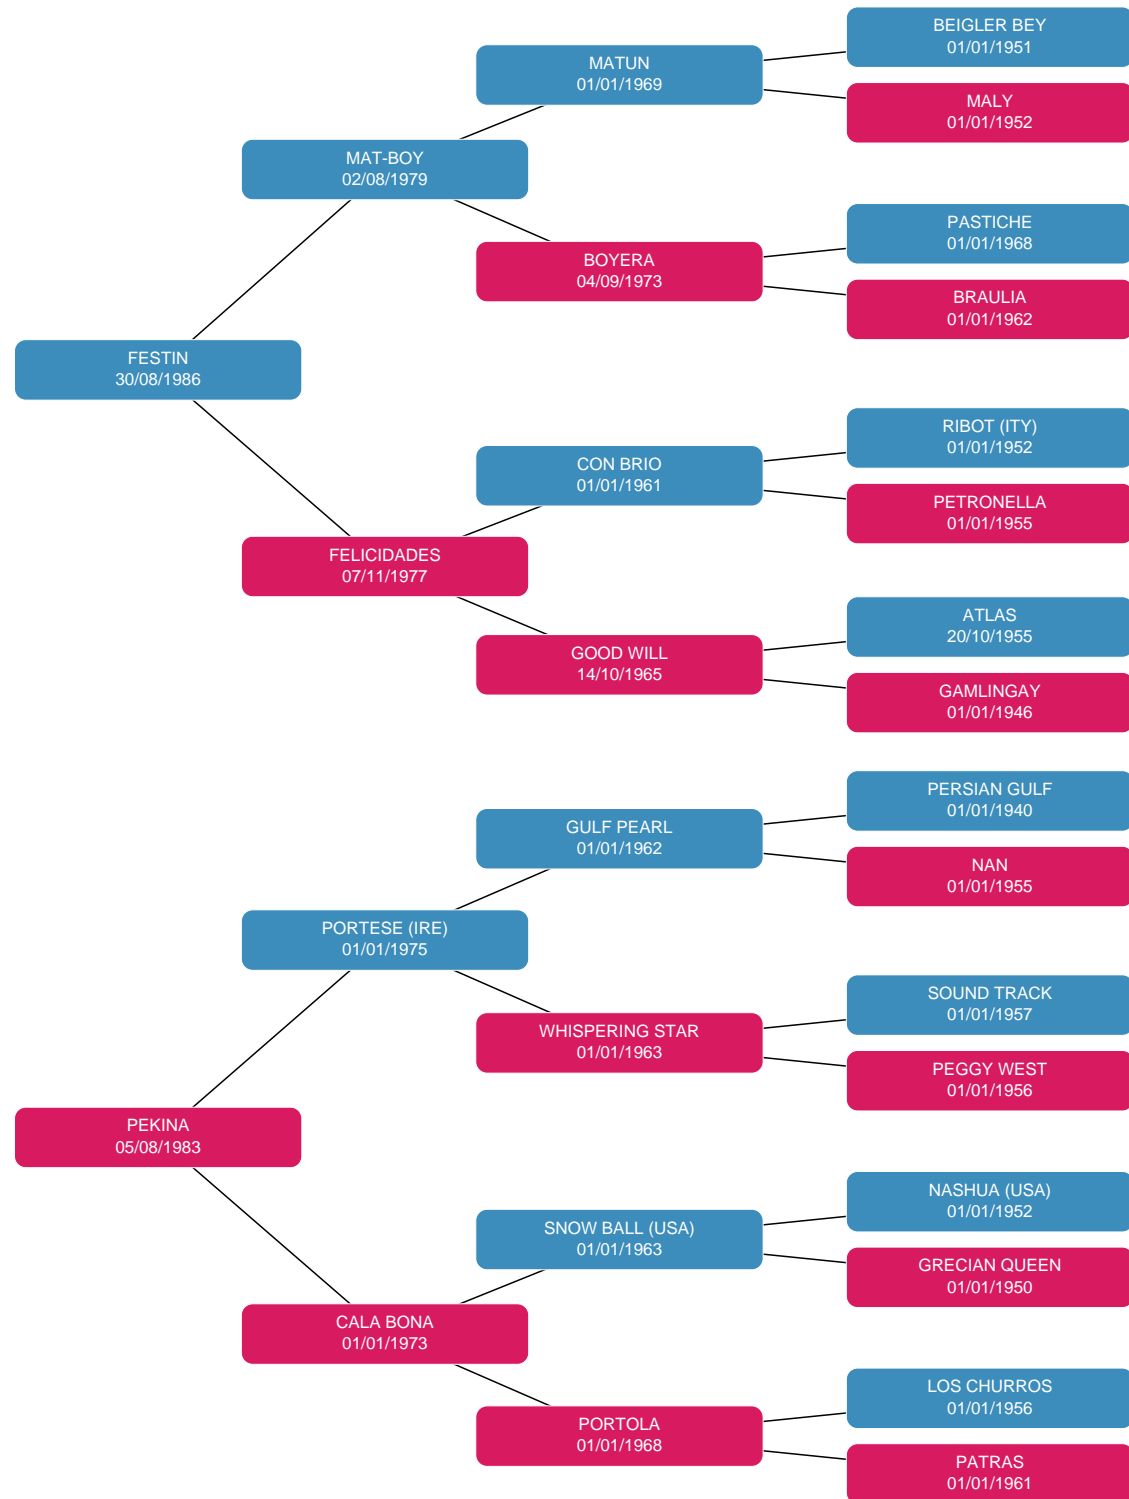 BEIGLER BEY
01/01/1951
MATUN
01/01/1969
MALY
01/01/1952
MAT-BOY
02/08/1979
PASTICHE
01/01/1968
BOYERA
04/09/1973
BRAULIA
01/01/1962
FESTIN
30/08/1986
RIBOT (ITY)
01/01/1952
CON BRIO
01/01/1961
PETRONELLA
01/01/1955
FELICIDADES
07/11/1977
ATLAS
20/10/1955
GOOD WILL
14/10/1965
GAMLINGAY
01/01/1946
PERSIAN GULF
01/01/1940
GULF PEARL
01/01/1962
NAN
01/01/1955
PORTESE (IRE)
01/01/1975
SOUND TRACK
01/01/1957
WHISPERING STAR
01/01/1963
PEGGY WEST
01/01/1956
PEKINA
05/08/1983
NASHUA (USA)
01/01/1952
SNOW BALL (USA)
01/01/1963
GRECIAN QUEEN
01/01/1950
CALA BONA
01/01/1973
LOS CHURROS
01/01/1956
PORTOLA
01/01/1968
PATRAS
01/01/1961